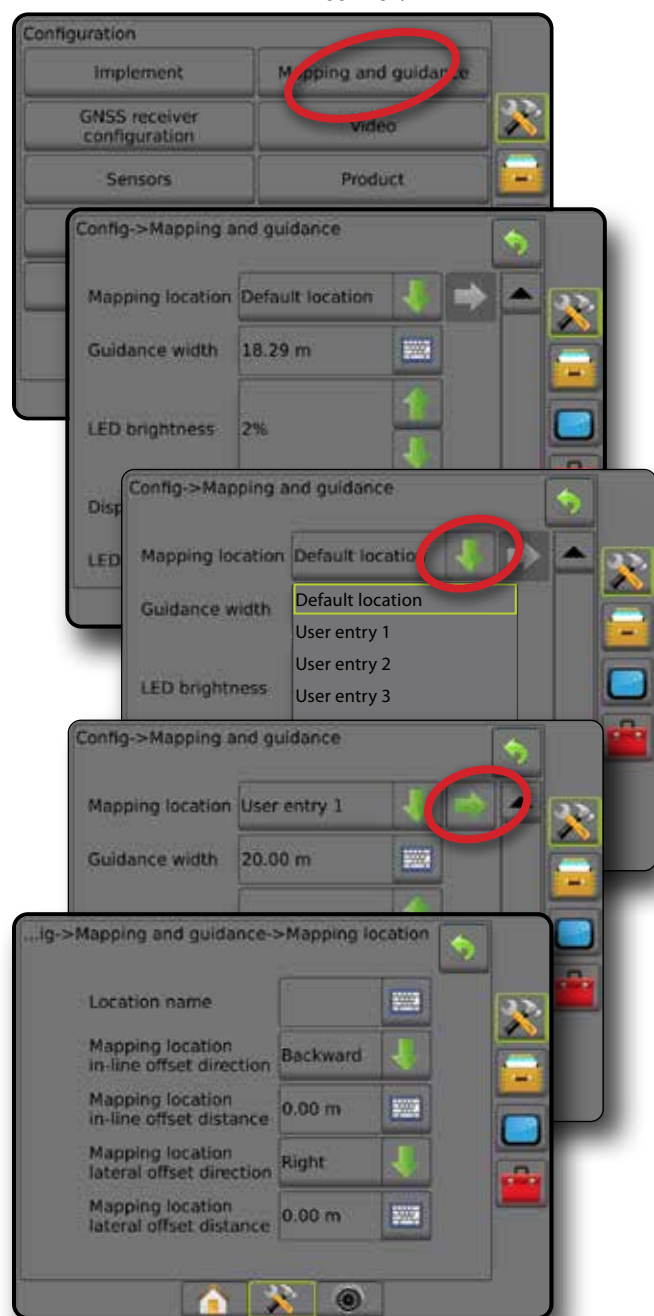 Configuration
Implement
Mapping and guidance
GNSS receiver
configuration
Video
Sensors
Product
Config->Mapping and guidance
Mapping location
Default location
Guidance width
18.29 m
LED brightness
2%
Disp
LED
Config->Mapping and guidance
Mapping location
Default location
Guidance width
Default location
User entry 1
User entry 2
LED brightness
User entry 3
Config->Mapping and guidance
Mapping location
User entry 1
Guidance width
20.00 m
...ig->Mapping and guidance->Mapping location
Location name
Mapping location
in-line offset direction
Backward
Mapping location
in-line offset distance
0.00 m
Mapping location
lateral offset direction
Right
Mapping location
lateral offset distance
0.00 m